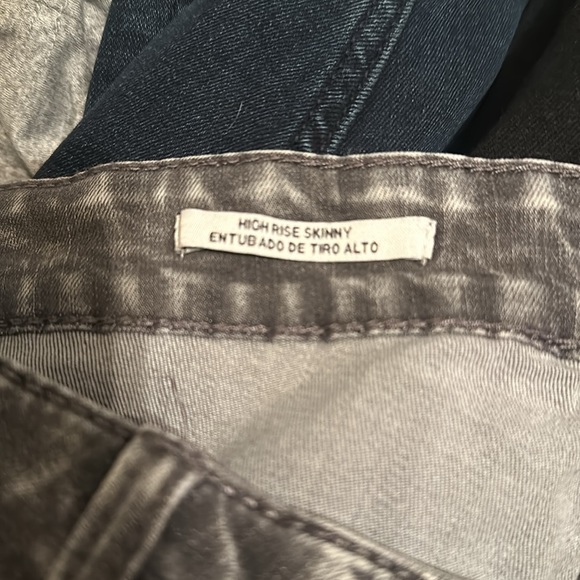 HIGH RISE SKINNY
ENTUBADO DE TIRO ALTO